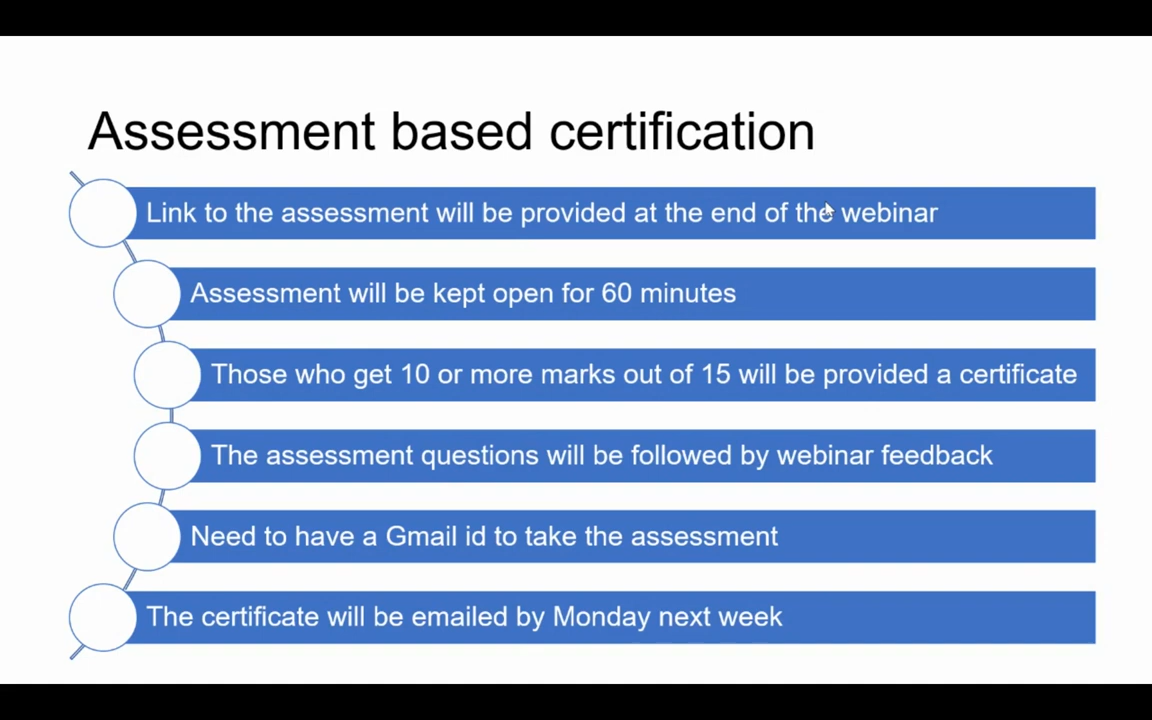 Assessment based certification
Link to the assessment will be provided at the end of the webinar
Assessment will be kept open for 60 minutes
Those who get 10 or more marks out of 15 will be provided a certificate
The assessment questions will be followed by webinar feedback
Need to have a Gmail id to take the assessment
The certificate will be emailed by Monday next week